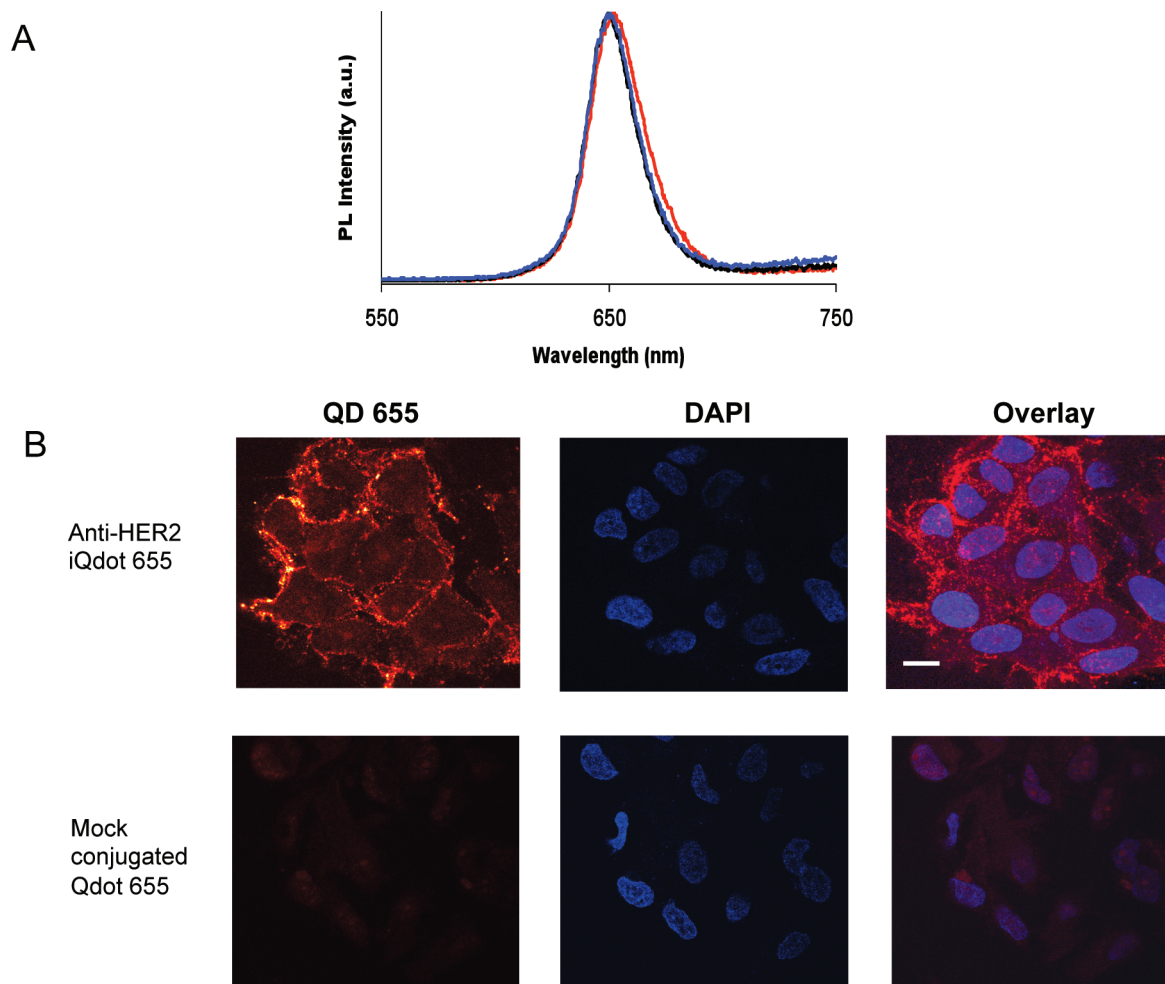 A
PL Intensity (a.u.)
550
650
750
Wavelength (nm)
B
QD 655
DAPI
Overlay
Anti-HER2
iQdot 655
Mock
conjugated
Qdot 655